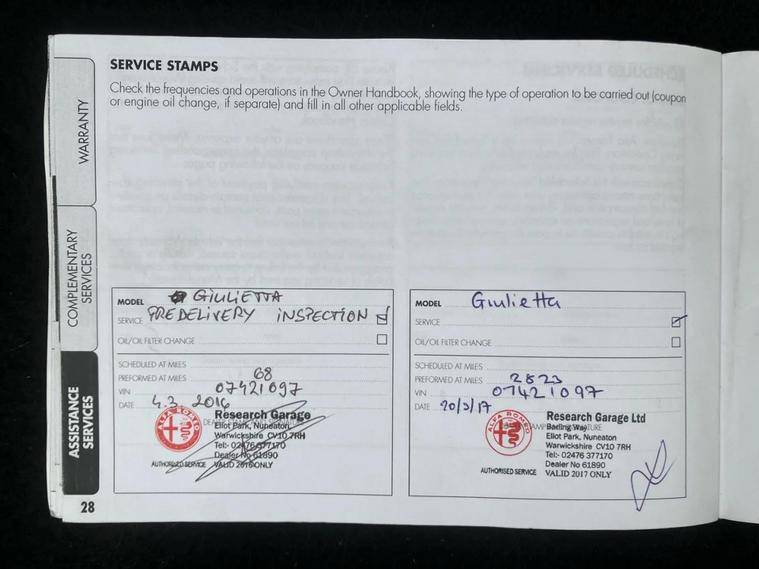 SERVICE STAMPS
Check the frequencies and operations in the Owner Handbook, showing the type of operation to be carried out (coupon
or engine oil change, if separate) and fill in all other applicable fields.
WARRANTY
COMPLEMENTARY
SERVICES
ASSISTANCE
SERVICES
MODEL GIULIETTA
SERVICE PREDELIVERY INSPECTION
OIL/OIL FILTER CHANGE
SCHEDULED AT MILES
PREFORMED AT MILES 68
VIN 07421097
DATE 4.3.2016
ALFA ROMEO
Research Garage
Eliot Park, Nuneaton
Warwickshire CV10 7RH
Tel:- 02476 377170
Dealer No 61890
AUTHORISED SERVICE VALID 2016 ONLY
MODEL Giulietta
SERVICE
OIL/OIL FILTER CHANGE
SCHEDULED AT MILES
PREFORMED AT MILES 2823
VIN 07421097
DATE 20/3/17
ALFA ROMEO
Research Garage Ltd
Eliot Park, Nuneaton
Warwickshire CV10 7RH
Tel:- 02476 377170
Dealer No 61890
AUTHORISED SERVICE VALID 2017 ONLY
28